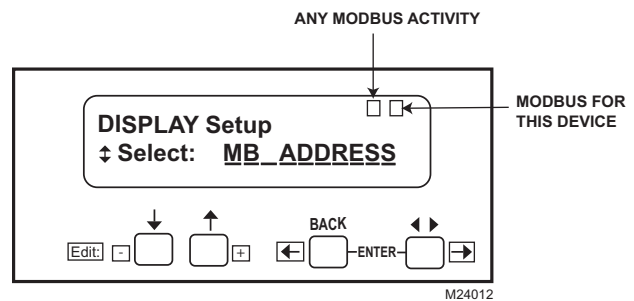 ANY MODBUS ACTIVITY
MODBUS FOR
THIS DEVICE
DISPLAY Setup
↕ Select: MB_ADDRESS
BACK
Edit: - + ENTER
M24012